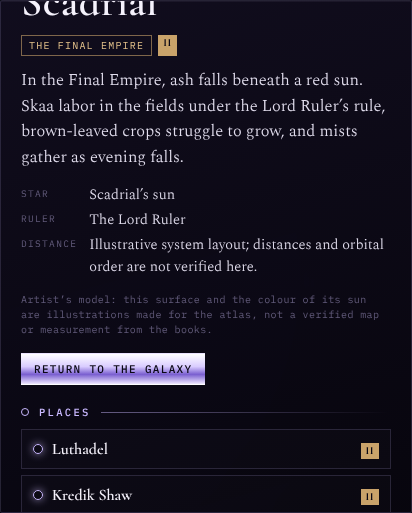 Scadrial
THE FINAL EMPIRE II
In the Final Empire, ash falls beneath a red sun.
Skaa labor in the fields under the Lord Ruler’s rule,
brown-leaved crops struggle to grow, and mists
gather as evening falls.
STAR Scadrial’s sun
RULER The Lord Ruler
DISTANCE Illustrative system layout; distances and orbital
order are not verified here.
Artist’s model: this surface and the colour of its sun
are illustrations made for the atlas, not a verified map
or measurement from the books.
RETURN TO THE GALAXY
PLACES
Luthadel II
Kredik Shaw II